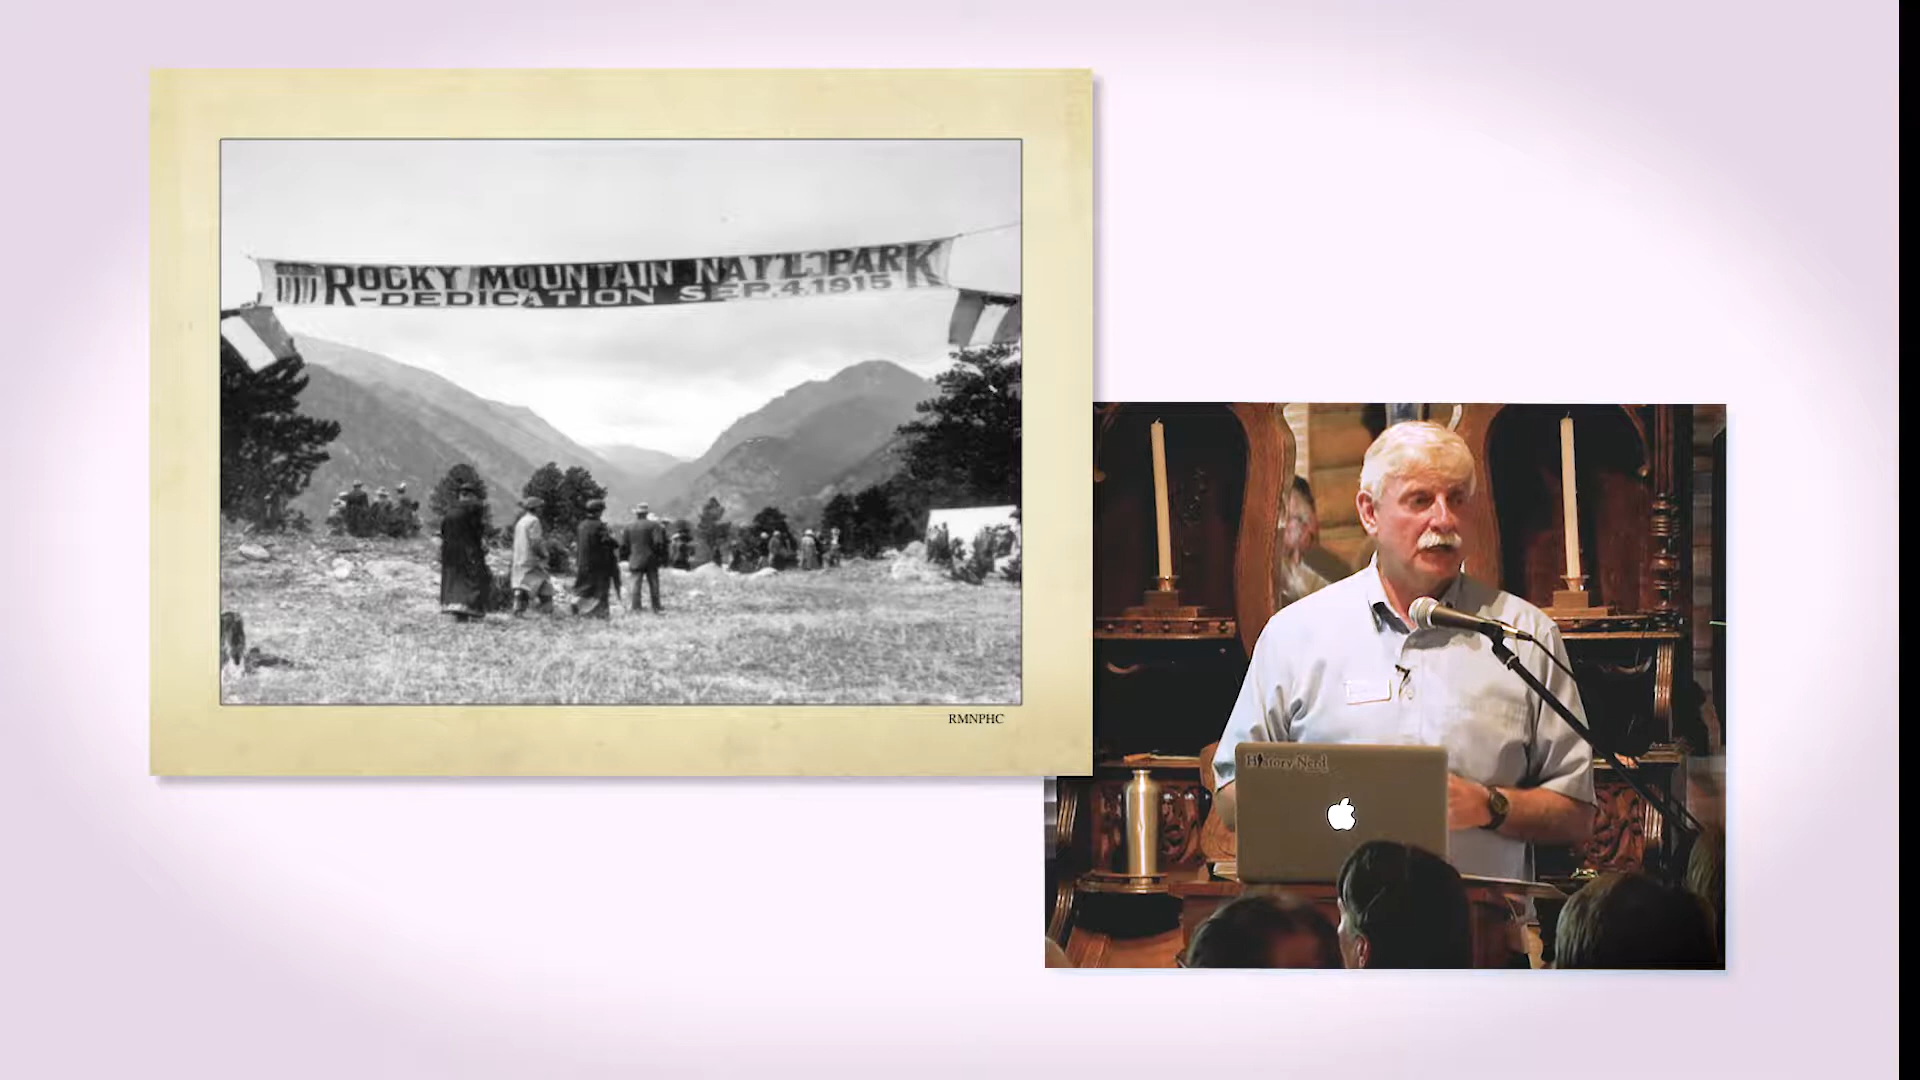 ROCKY MOUNTAIN NAT'L PARK
-DEDICATION SEP.4.1915
RMNPHC
History Nerd